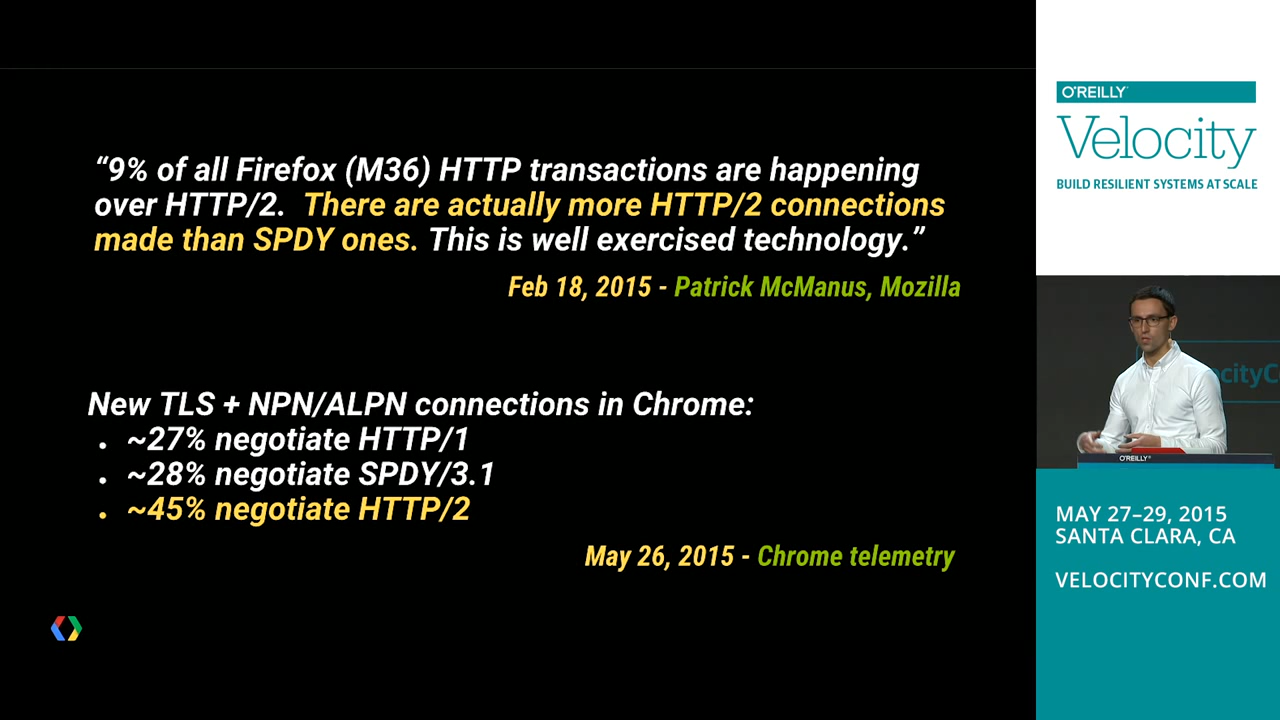 “9% of all Firefox (M36) HTTP transactions are happening
over HTTP/2. There are actually more HTTP/2 connections
made than SPDY ones. This is well exercised technology.”
Feb 18, 2015 - Patrick McManus, Mozilla
New TLS + NPN/ALPN connections in Chrome:
• ~27% negotiate HTTP/1
• ~28% negotiate SPDY/3.1
• ~45% negotiate HTTP/2
May 26, 2015 - Chrome telemetry
O'REILLY
Velocity
BUILD RESILIENT SYSTEMS AT SCALE
O'REILLY
MAY 27–29, 2015
SANTA CLARA, CA
VELOCITYCONF.COM